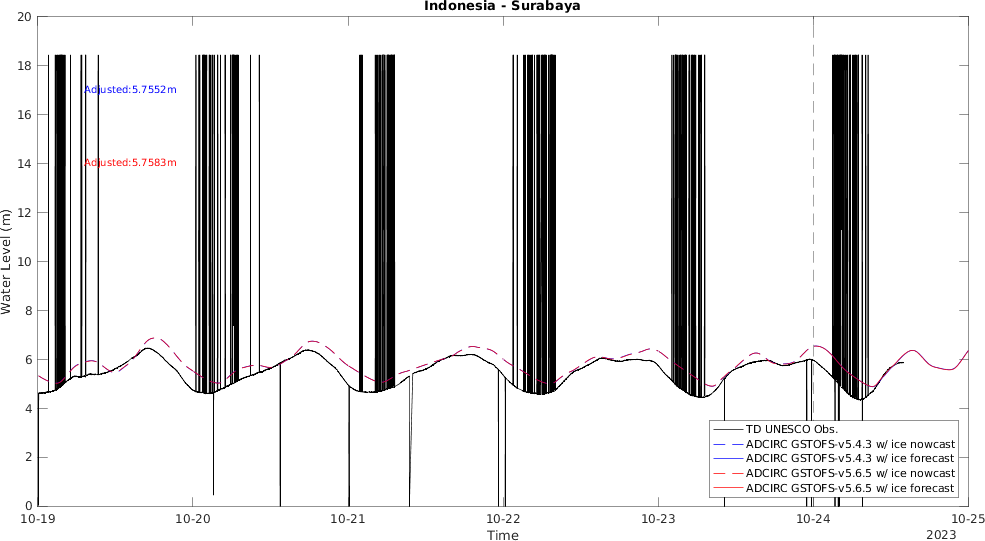 Indonesia - Surabaya
20
18
16
14
12
10
8
6
4
2
0
Water Level (m)
Adjusted:5.7552m
Adjusted:5.7583m
TD UNESCO Obs.
ADCIRC GSTOFS-v5.4.3 w/ ice nowcast
ADCIRC GSTOFS-v5.4.3 w/ ice forecast
ADCIRC GSTOFS-v5.6.5 w/ ice nowcast
ADCIRC GSTOFS-v5.6.5 w/ ice forecast
10-19 10-20 10-21 10-22 10-23 10-24 10-25
Time
2023